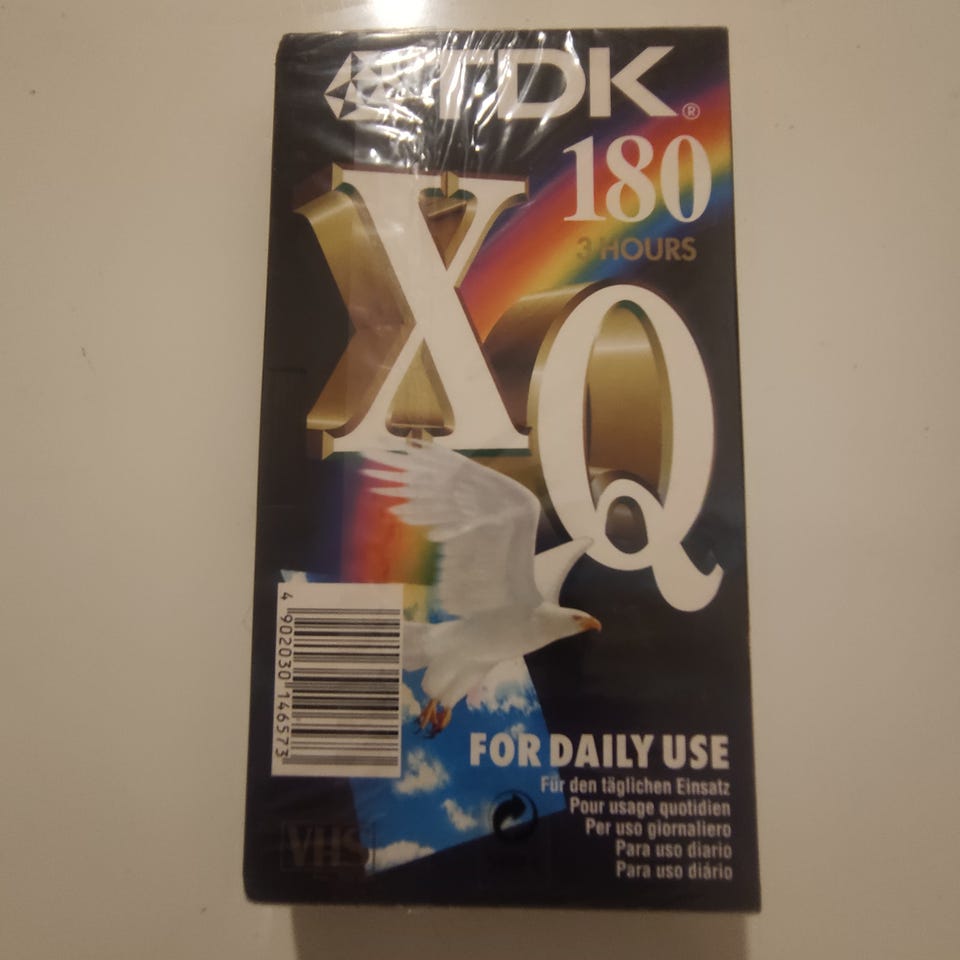 TDK®
180
3 HOURS
XQ
4 902030 146573
FOR DAILY USE
Für den täglichen Einsatz
Pour usage quotidien
Per uso giornaliero
Para uso diario
Para uso diário
VHS